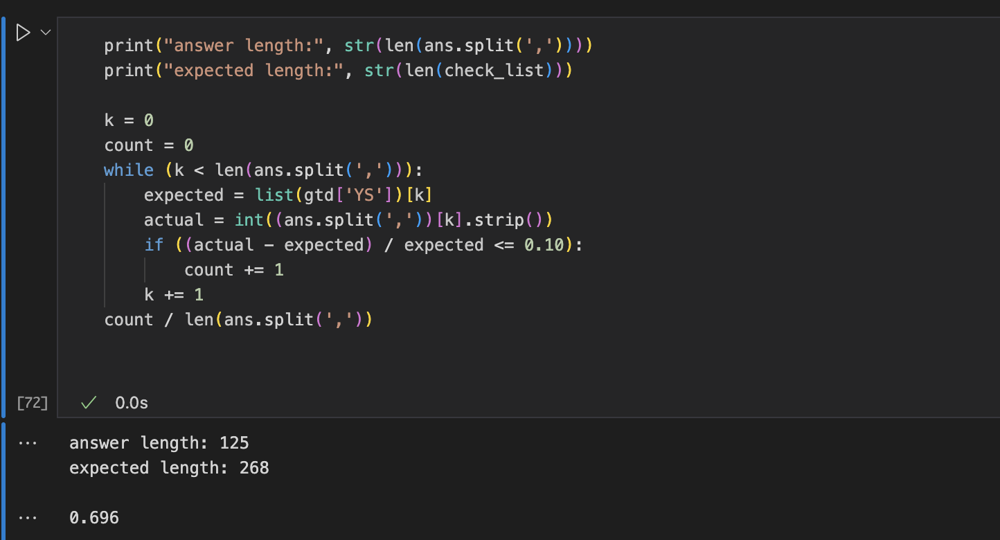 print("answer length:", str(len(ans.split(','))))
print("expected length:", str(len(check_list)))
k = 0
count = 0
while (k < len(ans.split(','))):
    expected = list(gtd['YS'])[k]
    actual = int((ans.split(','))[k].strip())
    if ((actual - expected) / expected <= 0.10):
        count += 1
    k += 1
count / len(ans.split(','))
[72] 0.0s
... answer length: 125
expected length: 268
... 0.696